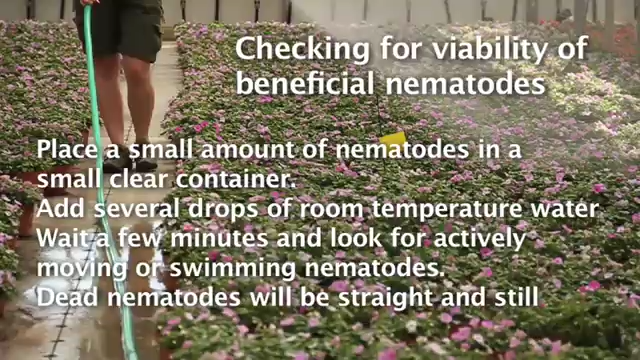 Checking for viability of
beneficial nematodes
Place a small amount of nematodes in a
small clear container.
Add several drops of room temperature water
Wait a few minutes and look for actively
moving or swimming nematodes.
Dead nematodes will be straight and still